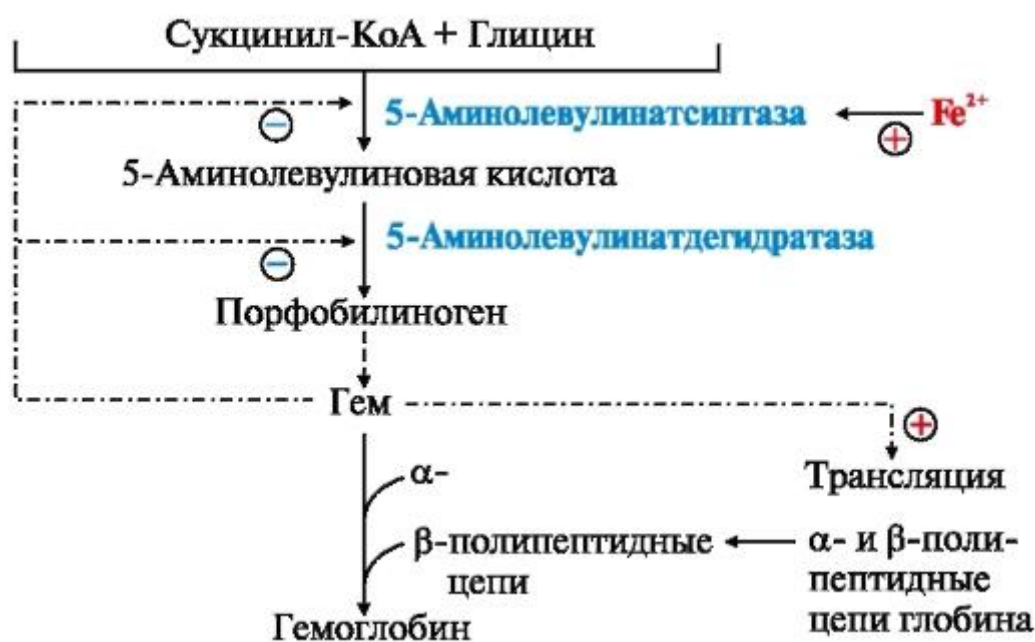 Сукцинил-КоА + Глицин
5-Аминолевулинатсинтаза
Fe²⁺
−
+
5-Аминолевулиновая кислота
5-Аминолевулинатдегидратаза
−
Порфобилиноген
Гем
+
α-
Трансляция
β-полипептидные
цепи
α- и β-поли-
пептидные
цепи глобина
Гемоглобин